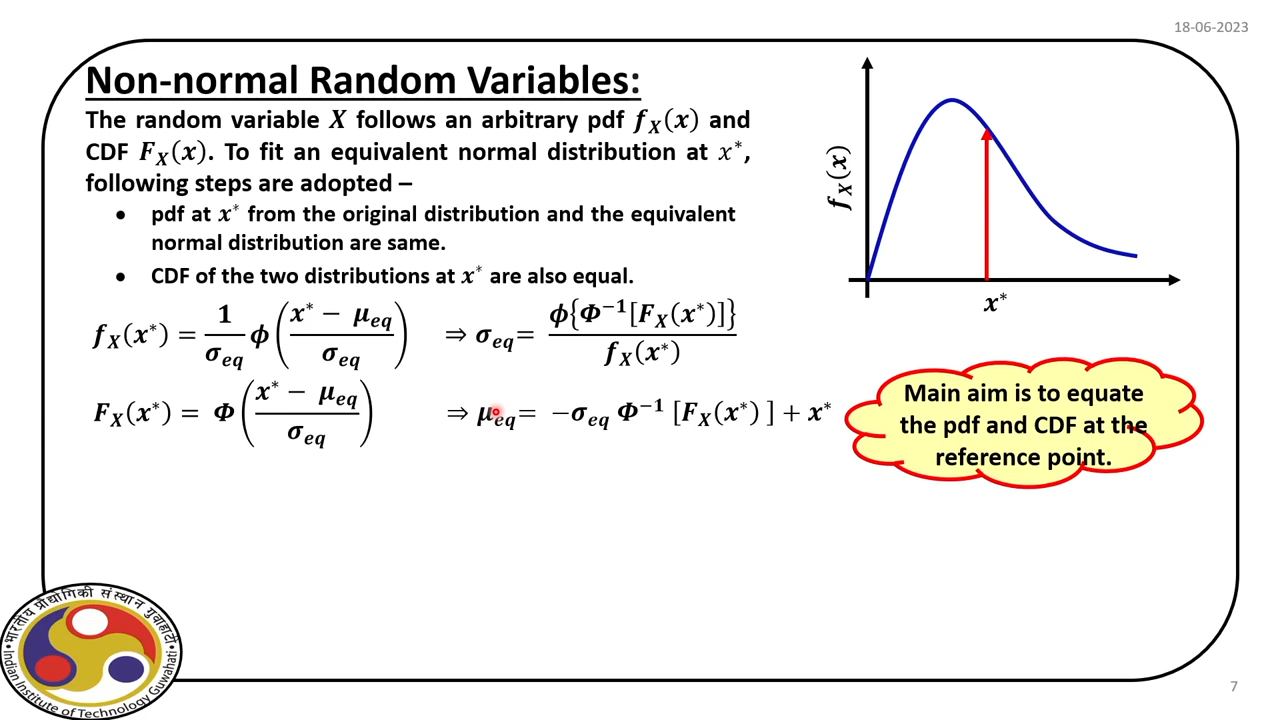 18-06-2023
Non-normal Random Variables:
The random variable X follows an arbitrary pdf f_X(x) and
CDF F_X(x). To fit an equivalent normal distribution at x*,
following steps are adopted –
• pdf at x* from the original distribution and the equivalent
normal distribution are same.
• CDF of the two distributions at x* are also equal.
f_X(x*) = 1/σ_eq ϕ((x* − μ_eq)/σ_eq) ⇒ σ_eq = ϕ{Φ⁻¹[F_X(x*)]}/f_X(x*)
F_X(x*) = Φ((x* − μ_eq)/σ_eq) ⇒ μ_eq = −σ_eq Φ⁻¹ [F_X(x*) ] + x*
f_X(x)
x*
Main aim is to equate
the pdf and CDF at the
reference point.
भारतीय प्रौद्योगिकी संस्थान गुवाहाटी
Indian Institute of Technology Guwahati
7